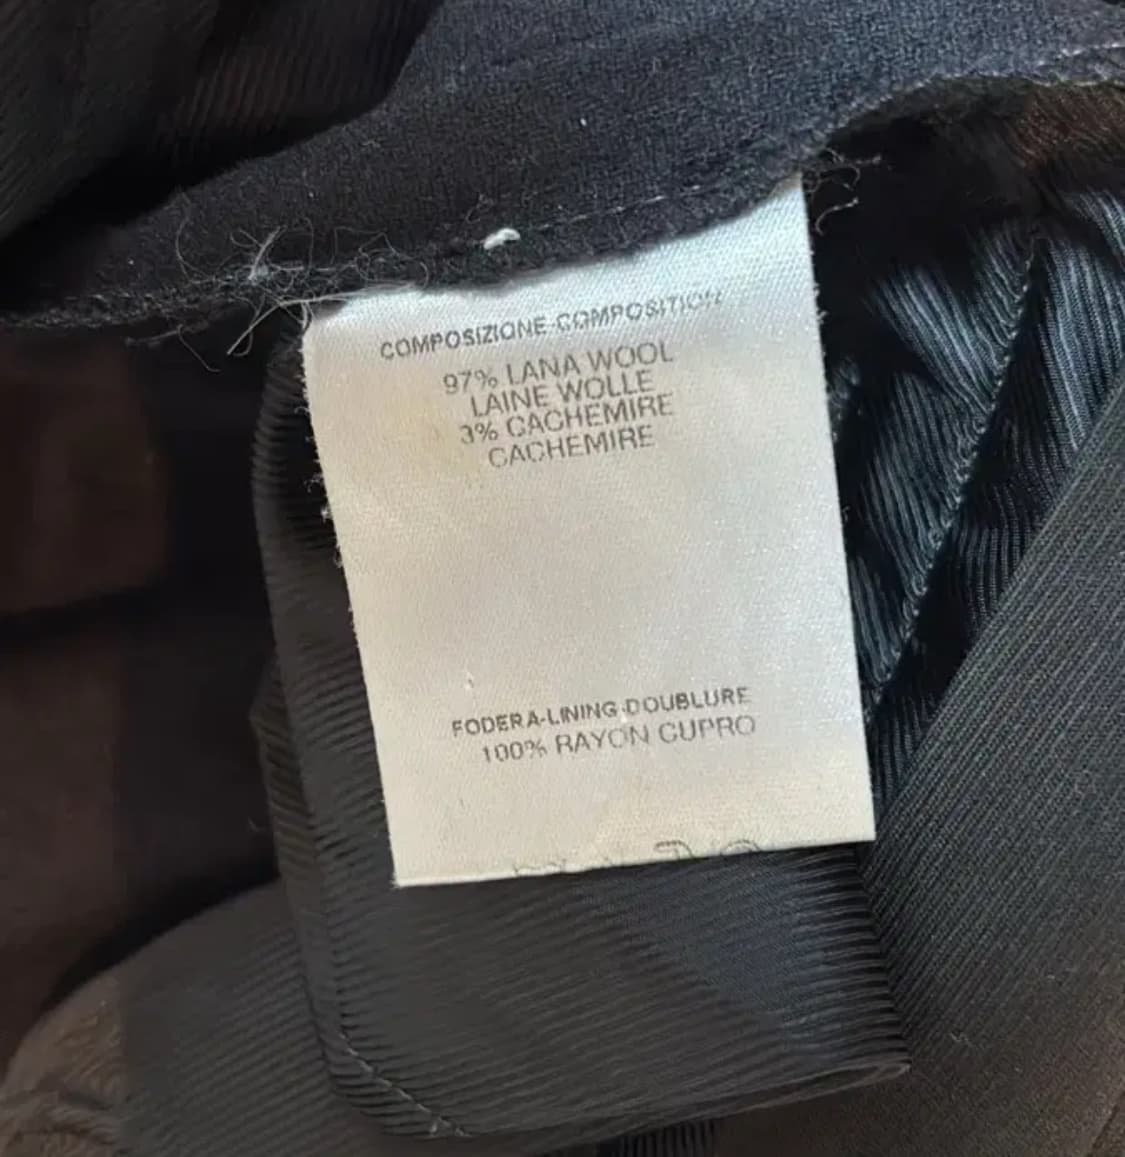 COMPOSIZIONE-COMPOSITION
97% LANA WOOL
LAINE WOLLE
3% CACHEMIRE
CACHEMIRE
FODERA-LINING-DOUBLURE
100% RAYON CUPRO